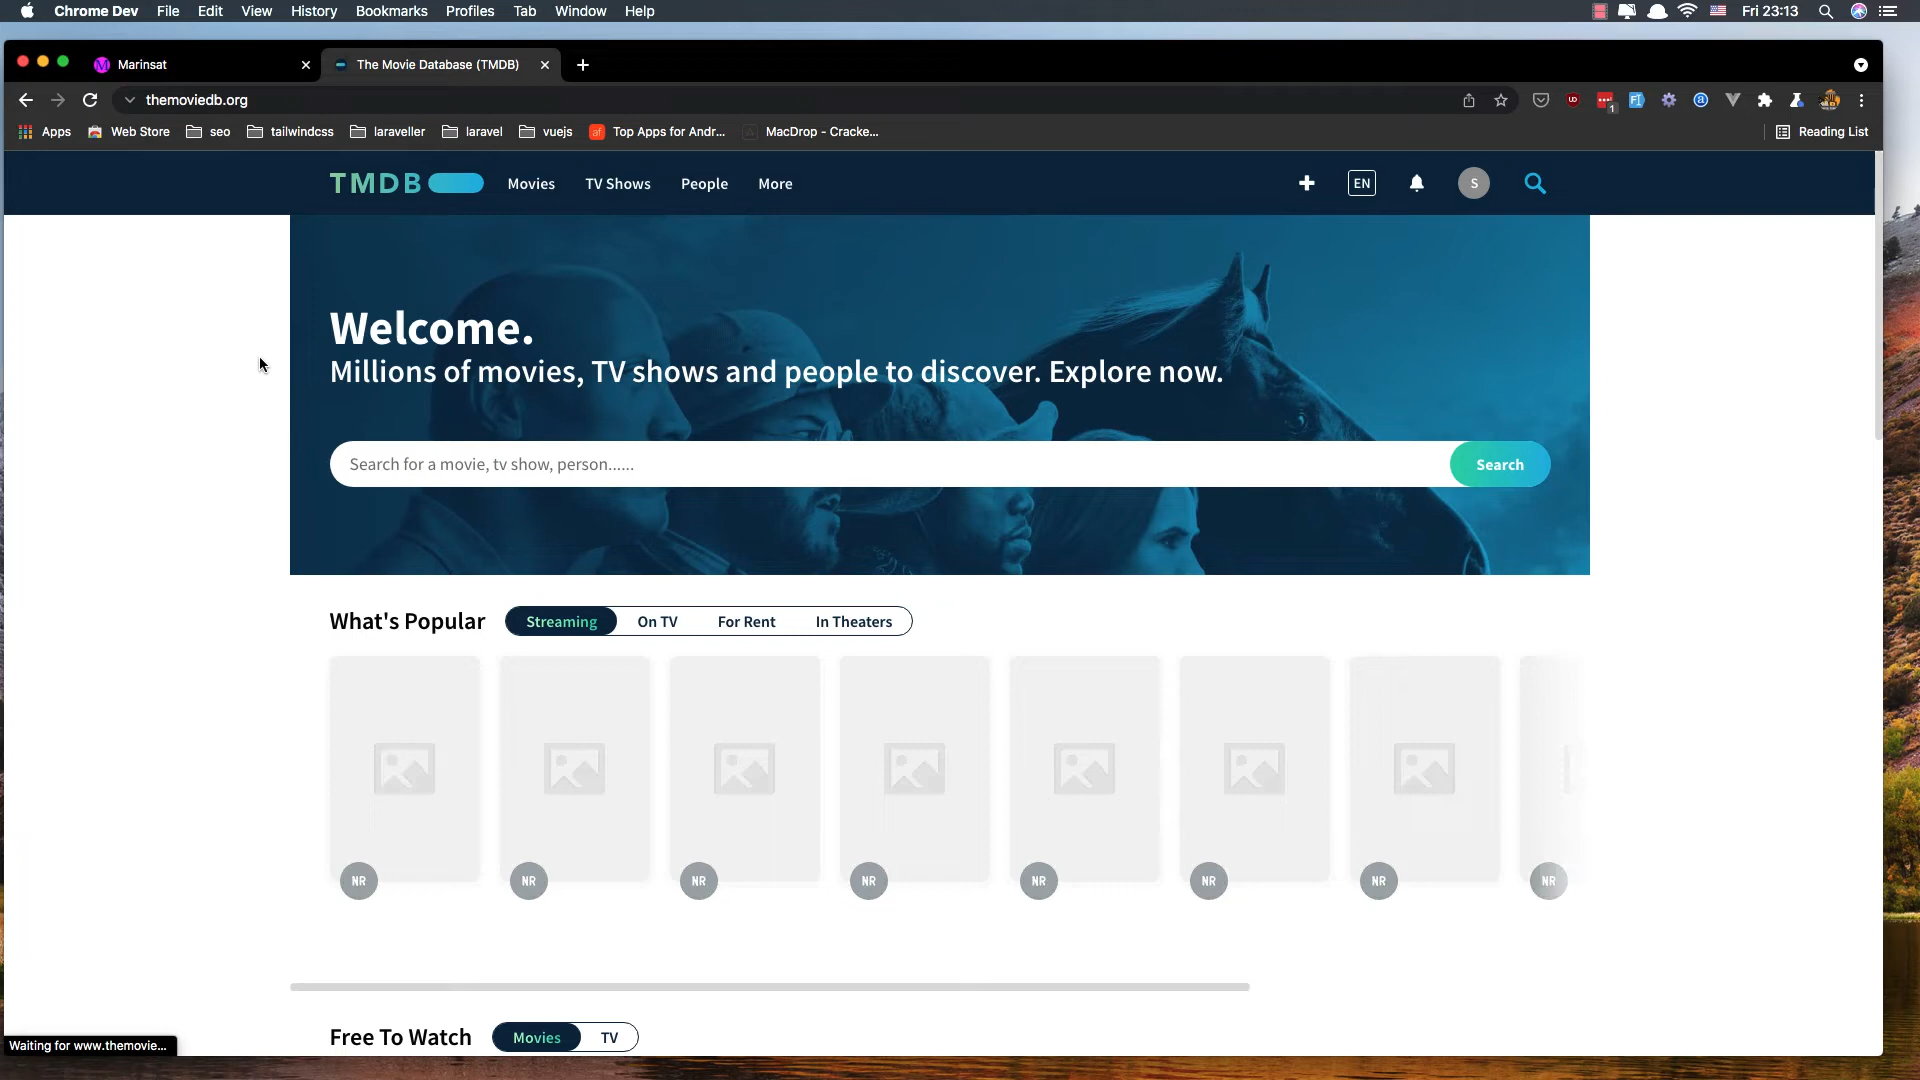 Chrome Dev File Edit View History Bookmarks Profiles Tab Window Help Fri 23:13
Marinsat The Movie Database (TMDB)
themoviedb.org 1
Apps Web Store seo tailwindcss laraveller laravel vuejs Top Apps for Andr... MacDrop - Cracke... Reading List
TMDB Movies TV Shows People More EN S
Welcome.
Millions of movies, TV shows and people to discover. Explore now.
Search for a movie, tv show, person...... Search
What's Popular Streaming On TV For Rent In Theaters
NR NR NR NR NR NR NR NR
Free To Watch Movies TV
Waiting for www.themovie...